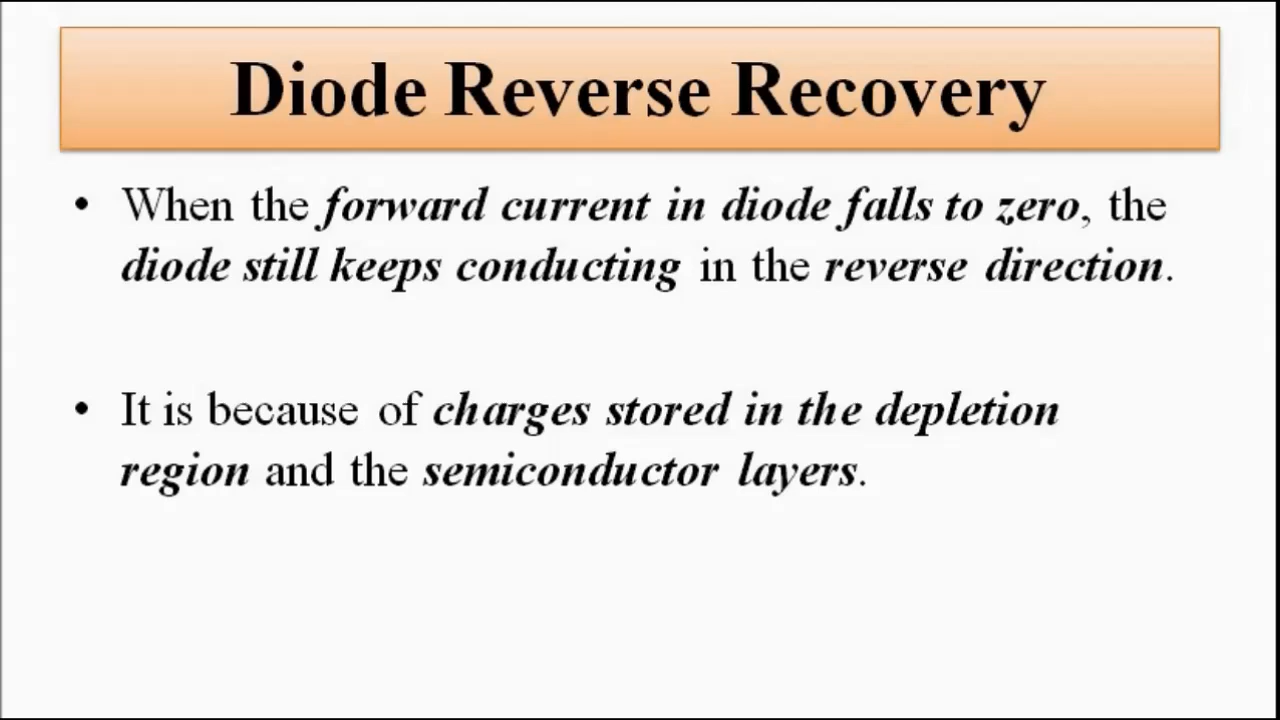 Diode Reverse Recovery
• When the forward current in diode falls to zero, the
diode still keeps conducting in the reverse direction.
• It is because of charges stored in the depletion
region and the semiconductor layers.